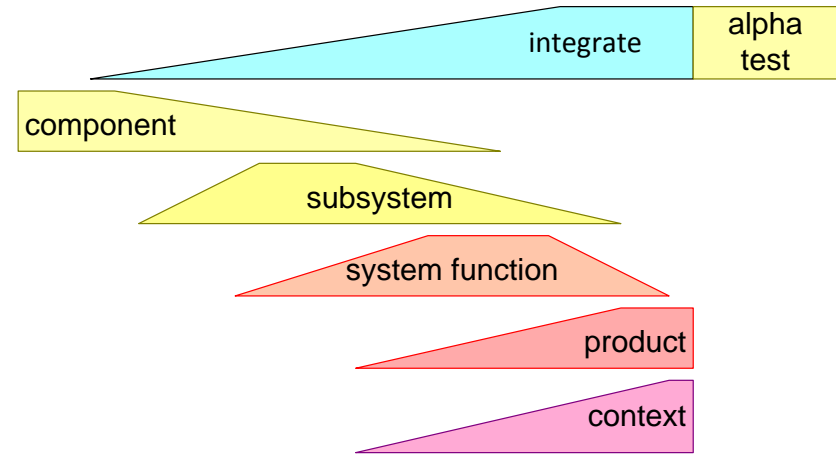 integrate
alpha
test
component
subsystem
system function
product
context